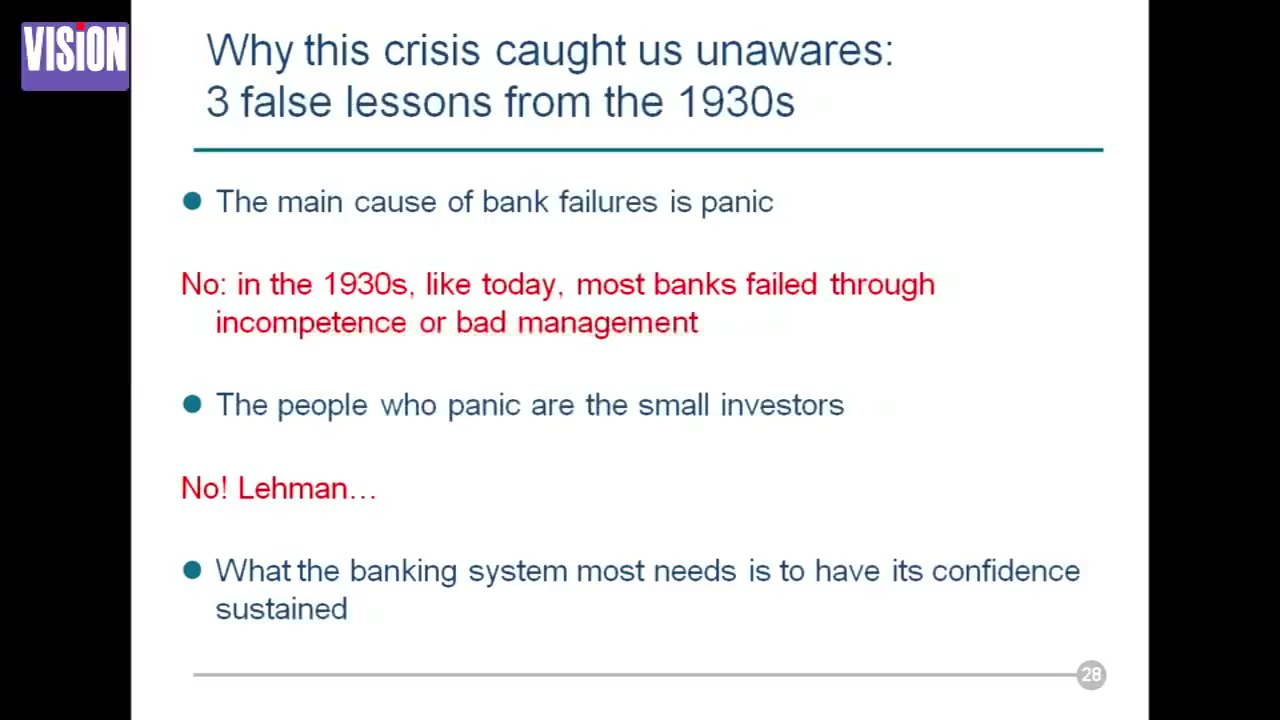 VISiON
Why this crisis caught us unawares:
3 false lessons from the 1930s
The main cause of bank failures is panic
No: in the 1930s, like today, most banks failed through
incompetence or bad management
The people who panic are the small investors
No! Lehman…
What the banking system most needs is to have its confidence
sustained
28